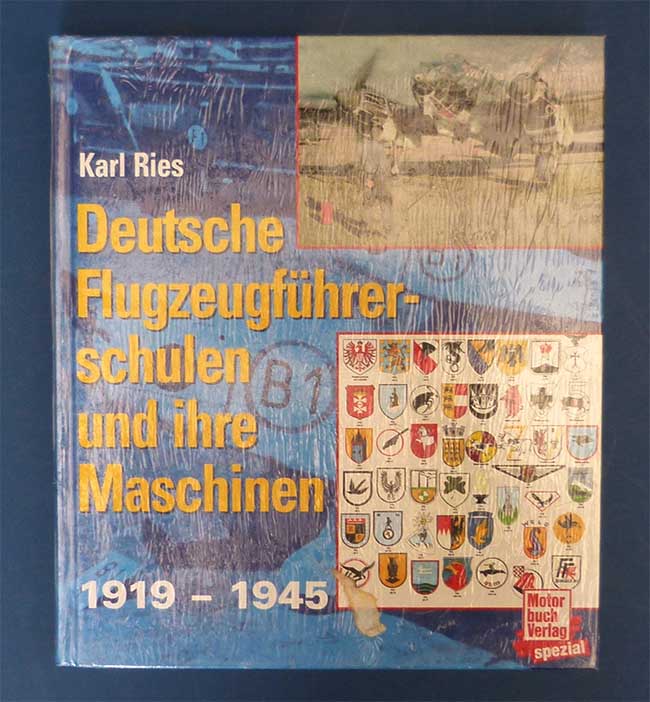 Karl Ries
Deutsche
Flugzeugführer-
schulen
und ihre
Maschinen
B1
1919 – 1945
Motor
buch
Verlag
spezial